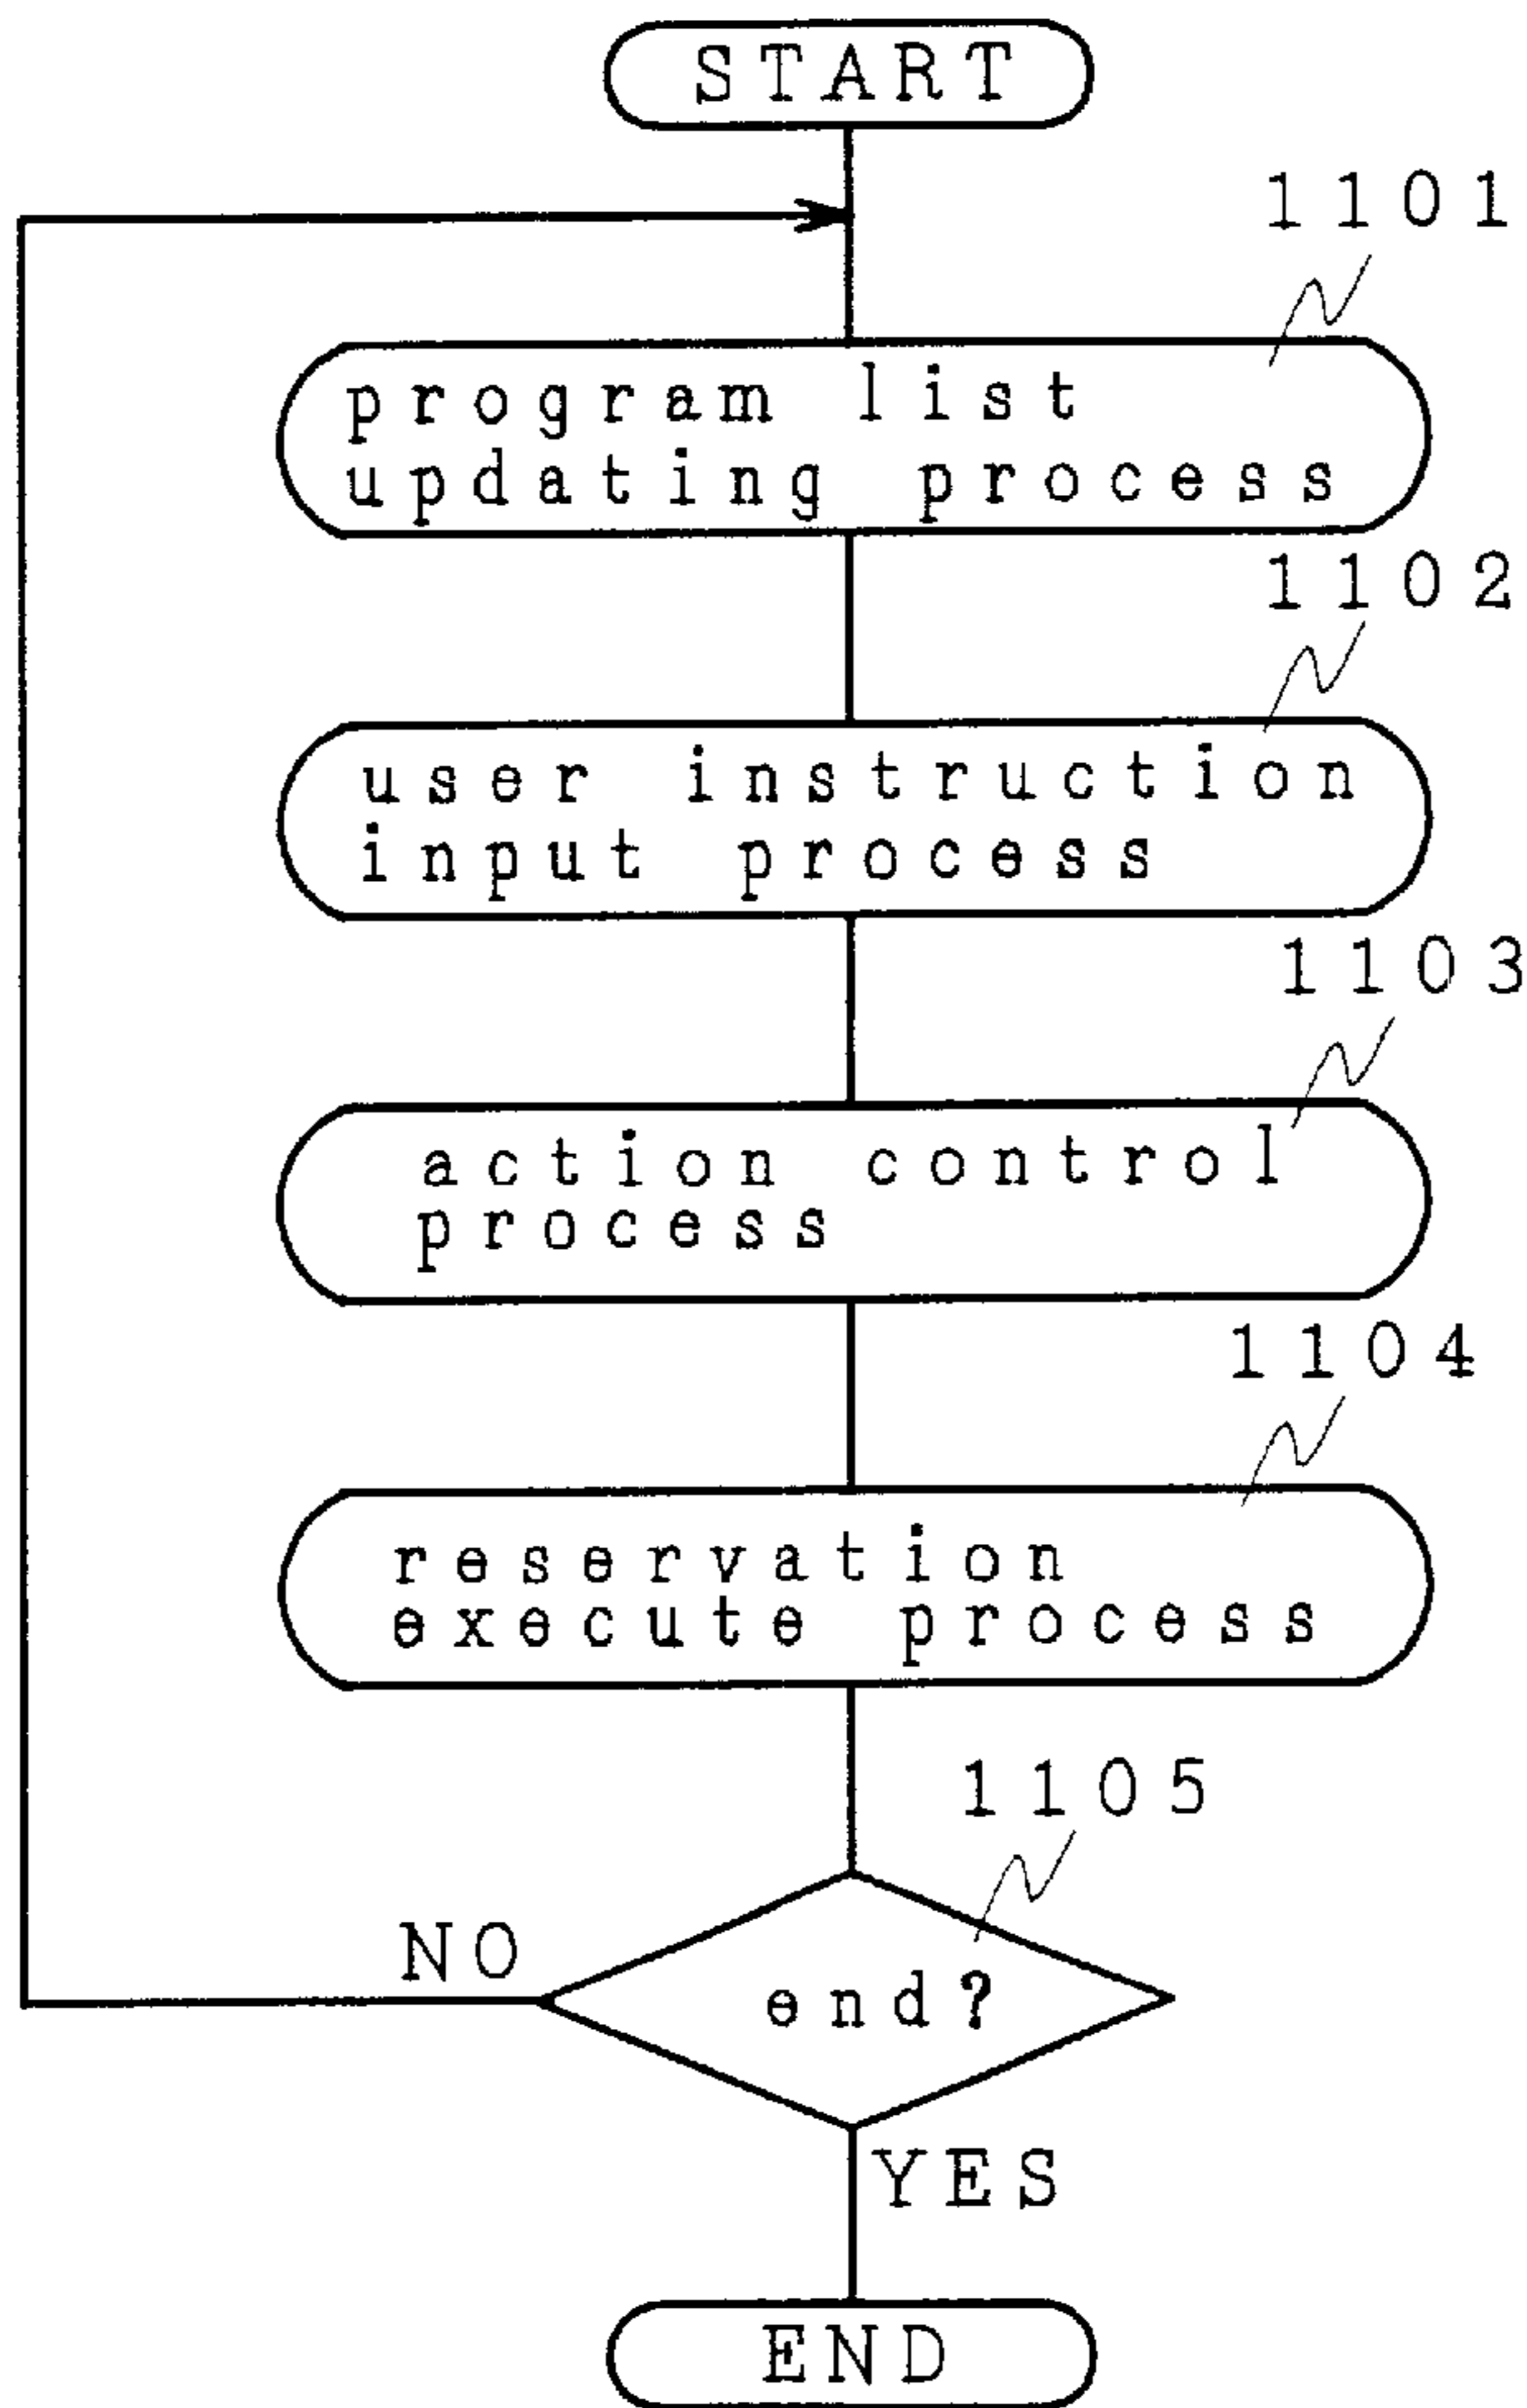 START
1101
program list
updating process
1102
user instruction
input process
1103
action control
process
1104
reservation
execute process
1105
NO
end?
YES
END